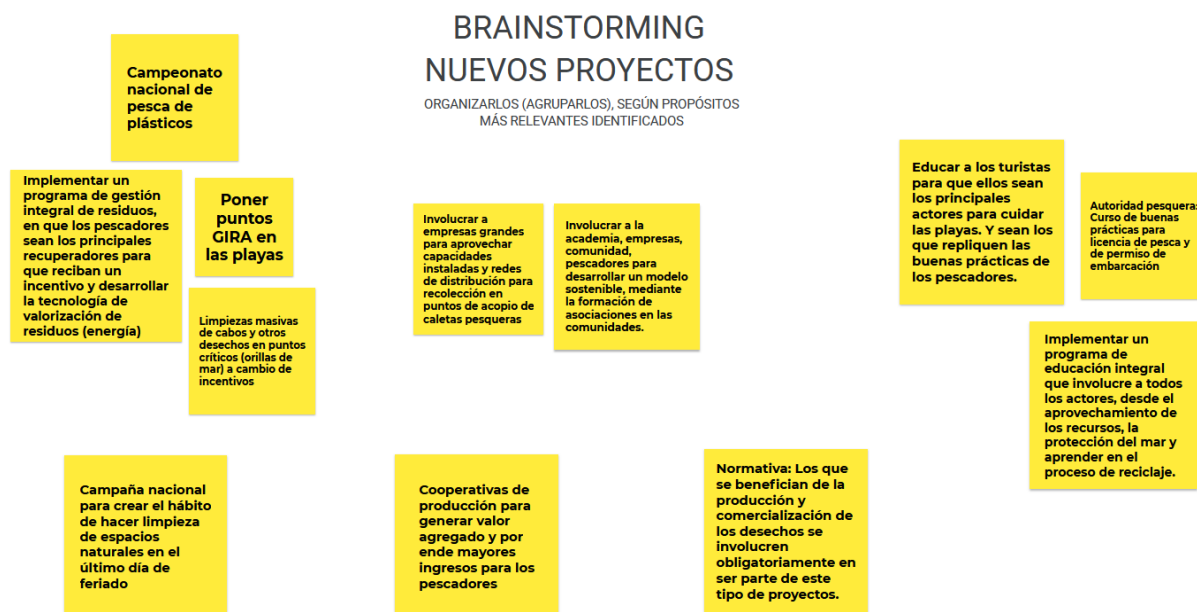 BRAINSTORMING
NUEVOS PROYECTOS
ORGANIZARLOS (AGRUPARLOS), SEGÚN PROPÓSITOS
MÁS RELEVANTES IDENTIFICADOS
Campeonato
nacional de
pesca de
plásticos
Implementar un
programa de gestión
integral de residuos,
en que los pescadores
sean los principales
recuperadores para
que reciban un
incentivo y desarrollar
la tecnología de
valorización de
residuos (energía)
Poner
puntos
GIRA en
las playas
Limpiezas masivas
de cabos y otros
desechos en puntos
críticos (orillas de
mar) a cambio de
incentivos
Involucrar a
empresas grandes
para aprovechar
capacidades
instaladas y redes
de distribución para
recolección en
puntos de acopio de
caletas pesqueras
Involucrar a la
academia, empresas,
comunidad,
pescadores para
desarrollar un modelo
sostenible, mediante
la formación de
asociaciones en las
comunidades.
Educar a los turistas
para que ellos sean
los principales
actores para cuidar
las playas. Y sean los
que repliquen las
buenas prácticas de
los pescadores.
Autoridad pesquera:
Curso de buenas
prácticas para
licencia de pesca y
de permiso de
embarcación
Implementar un
programa de
educación integral
que involucre a todos
los actores, desde el
aprovechamiento de
los recursos, la
protección del mar y
aprender en el
proceso de reciclaje.
Campaña nacional
para crear el hábito
de hacer limpieza
de espacios
naturales en el
último día de
feriado
Cooperativas de
producción para
generar valor
agregado y por
ende mayores
ingresos para los
pescadores
Normativa: Los que
se benefician de la
producción y
comercialización de
los desechos se
involucren
obligatoriamente en
ser parte de este
tipo de proyectos.